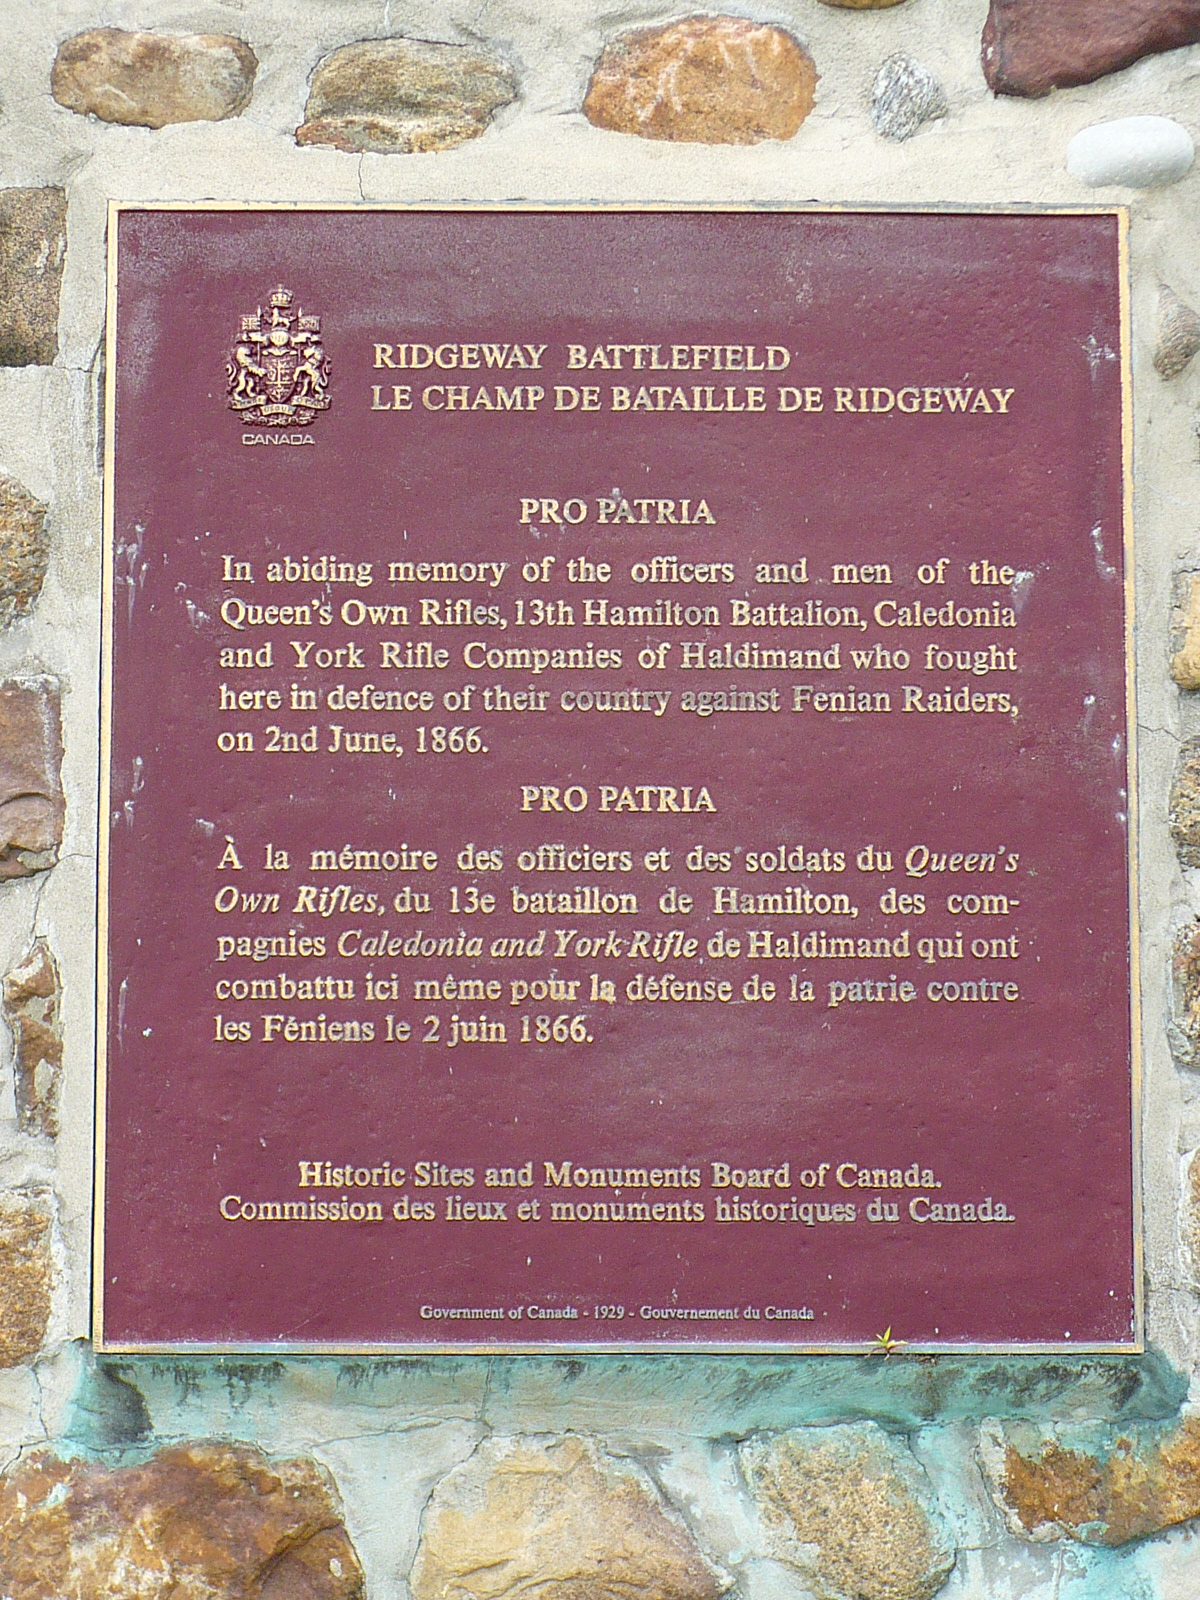 CANADA
RIDGEWAY BATTLEFIELD
LE CHAMP DE BATAILLE DE RIDGEWAY
PRO PATRIA
In abiding memory of the officers and men of the
Queen's Own Rifles, 13th Hamilton Battalion, Caledonia
and York Rifle Companies of Haldimand who fought
here in defence of their country against Fenian Raiders,
on 2nd June, 1866.
PRO PATRIA
À la mémoire des officiers et des soldats du Queen's
Own Rifles, du 13e bataillon de Hamilton, des com-
pagnies Caledonia and York Rifle de Haldimand qui ont
combattu ici même pour la défense de la patrie contre
les Féniens le 2 juin 1866.
Historic Sites and Monuments Board of Canada.
Commission des lieux et monuments historiques du Canada.
Government of Canada - 1929 - Gouvernement du Canada